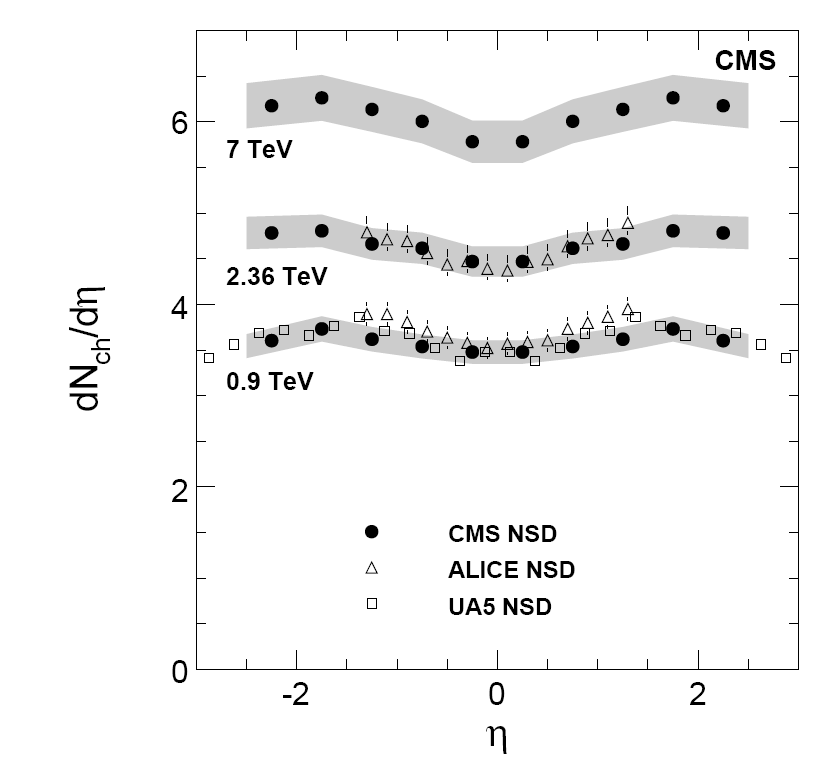 CMS
6
7 TeV
dN_ch/dη
2.36 TeV
4
0.9 TeV
2
CMS NSD
ALICE NSD
UA5 NSD
0
-2 0 2
η